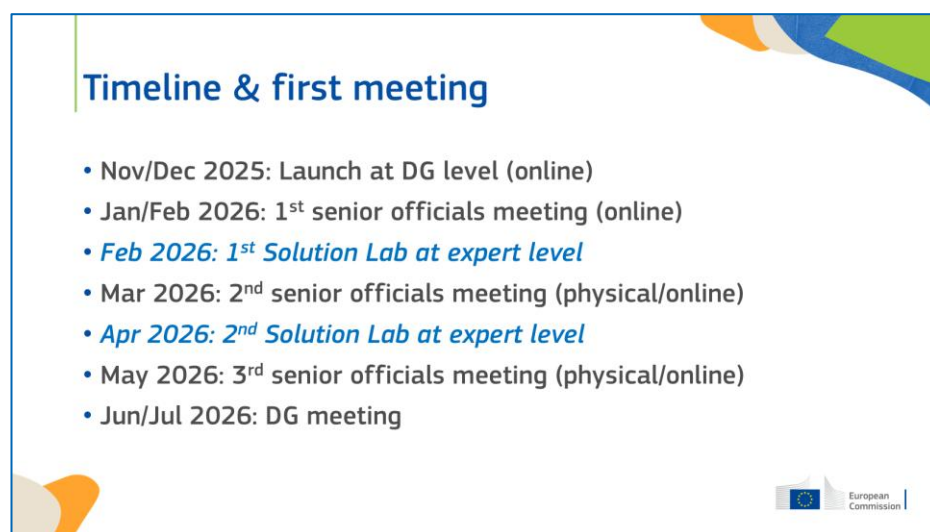 Timeline & first meeting
• Nov/Dec 2025: Launch at DG level (online)
• Jan/Feb 2026: 1st senior officials meeting (online)
• Feb 2026: 1st Solution Lab at expert level
• Mar 2026: 2nd senior officials meeting (physical/online)
• Apr 2026: 2nd Solution Lab at expert level
• May 2026: 3rd senior officials meeting (physical/online)
• Jun/Jul 2026: DG meeting
European
Commission